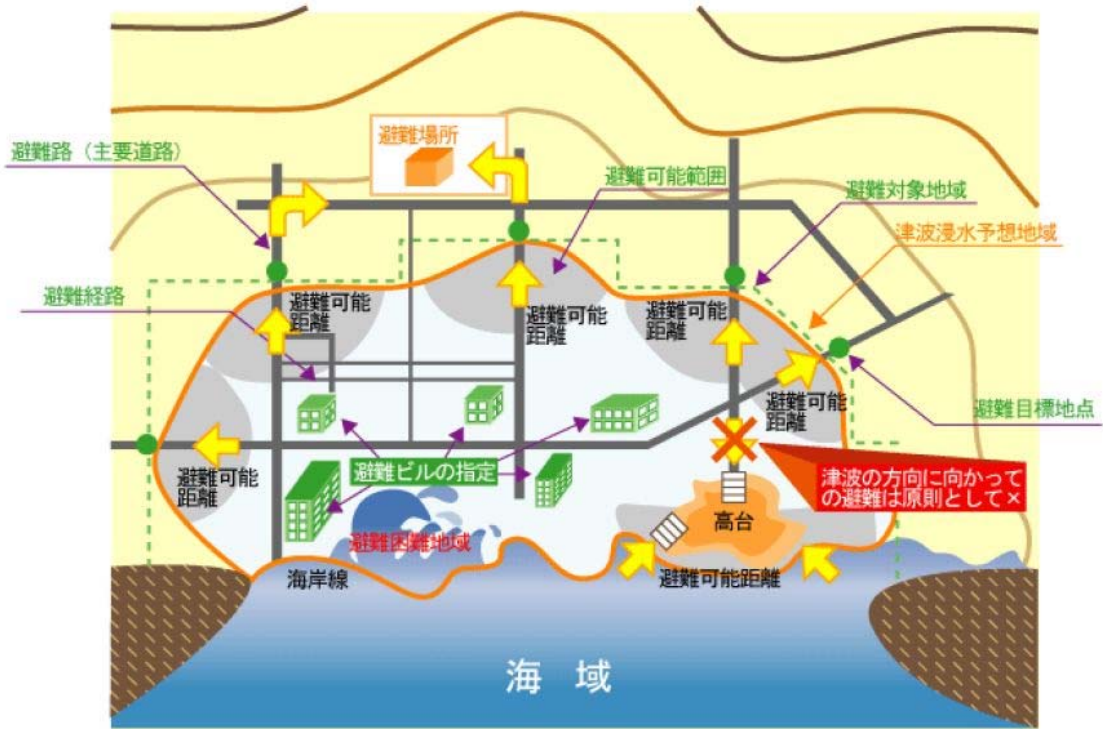 避難場所
避難路（主要道路）
避難可能範囲
避難対象地域
津波浸水予想地域
避難経路
避難可能
距離
避難可能
距離
避難可能
距離
避難可能
距離
避難目標地点
避難可能
距離
避難ビルの指定
津波の方向に向かって
の避難は原則として×
高台
避難困難地域
海岸線
避難可能距離
海 域